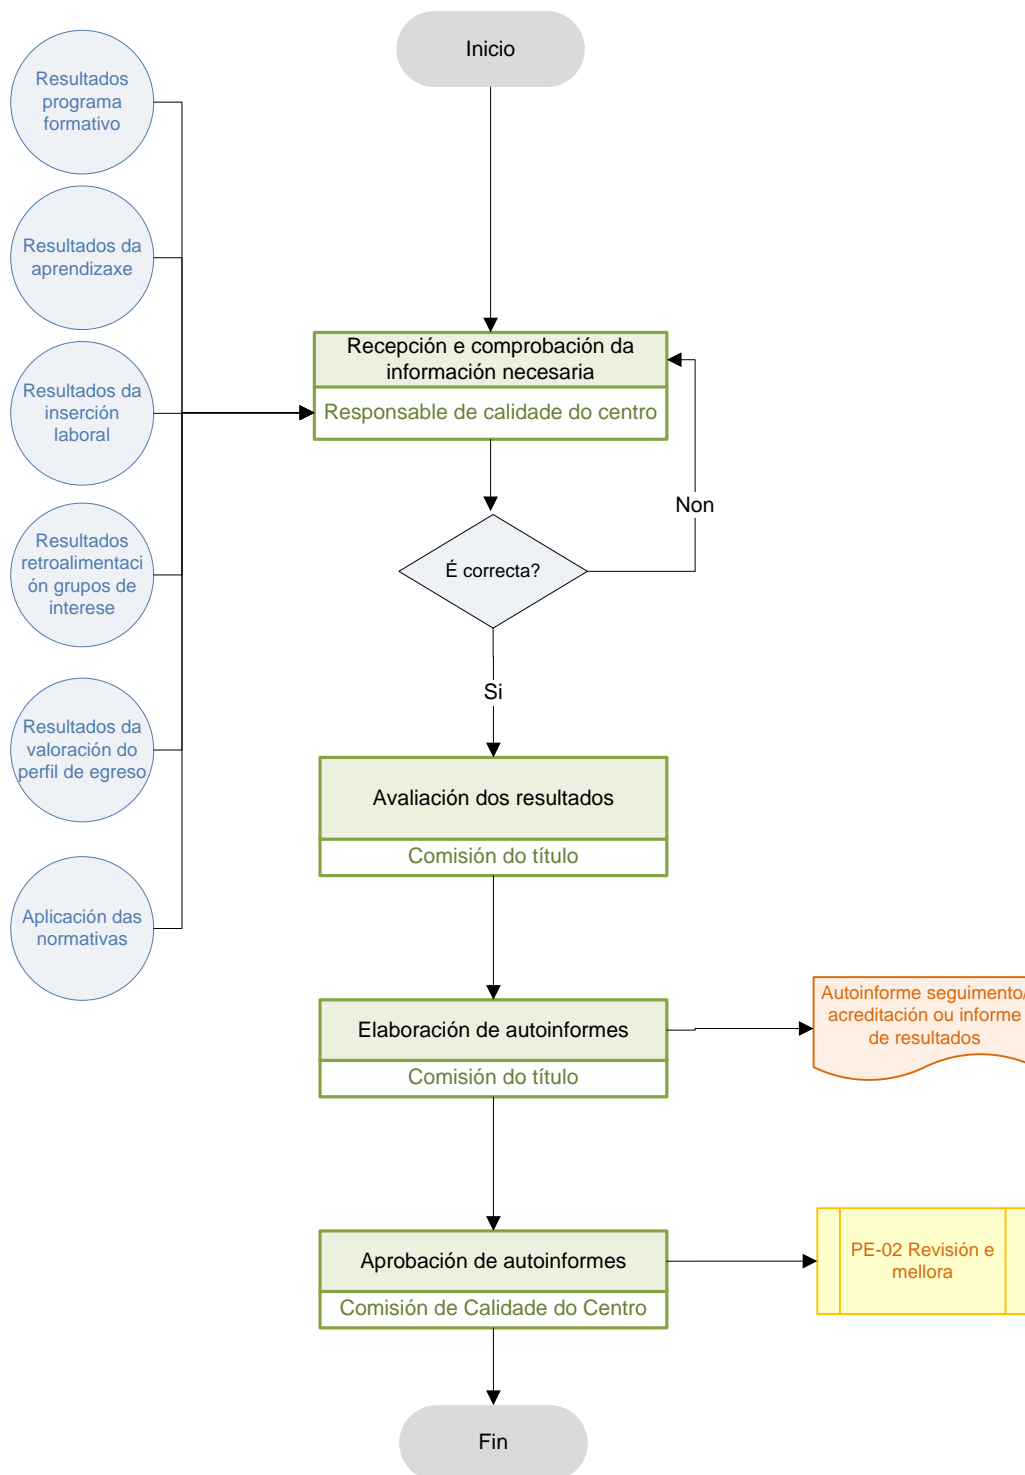 Inicio
Resultados
programa
formativo
Resultados da
aprendizaxe
Resultados da
inserción
laboral
Resultados
retroalimentaci
ón grupos de
interese
Resultados da
valoración do
perfil de egreso
Aplicación das
normativas
Recepción e comprobación da
información necesaria
Responsable de calidade do centro
É correcta?
Non
Si
Avaliación dos resultados
Comisión do título
Elaboración de autoinformes
Comisión do título
Autoinforme seguimento/
acreditación ou informe
de resultados
Aprobación de autoinformes
Comisión de Calidade do Centro
PE-02 Revisión e
mellora
Fin